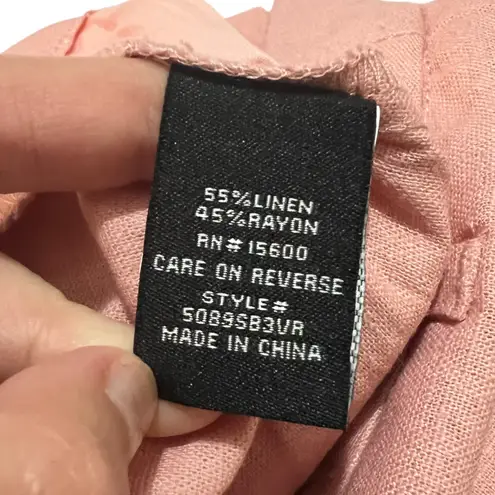 55%LINEN
45%RAYON
RN# 15600
CARE ON REVERSE
STYLE#
5089SB3VR
MADE IN CHINA